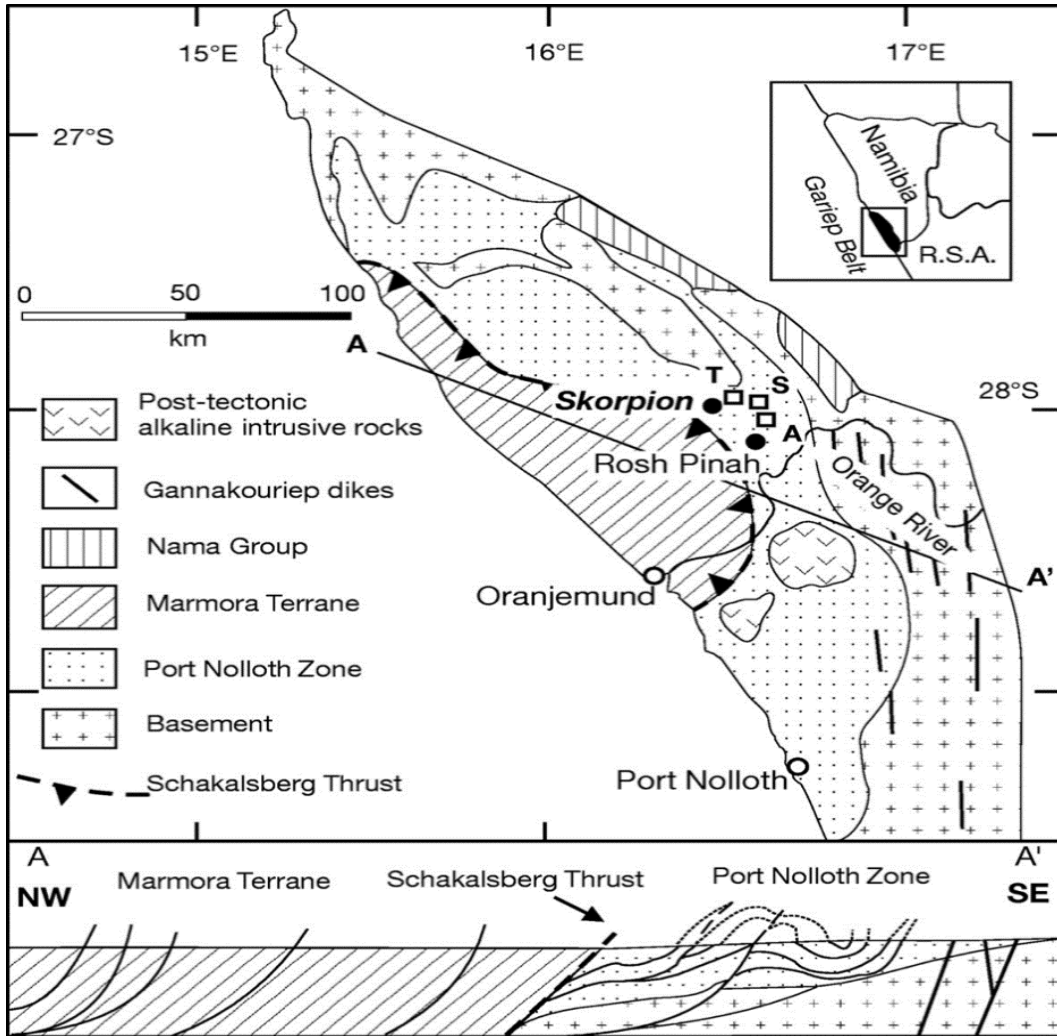 15°E
16°E
17°E
27°S
Namibia
Gariep Belt
R.S.A.
0 50 100
km
A
T
S
28°S
Skorpion
A
Rosh Pinah
Orange River
A'
Oranjemund
Port Nolloth
Post-tectonic
alkaline intrusive rocks
Gannakouriep dikes
Nama Group
Marmora Terrane
Port Nolloth Zone
Basement
Schakalsberg Thrust
A
A'
NW
Marmora Terrane
Schakalsberg Thrust
Port Nolloth Zone
SE